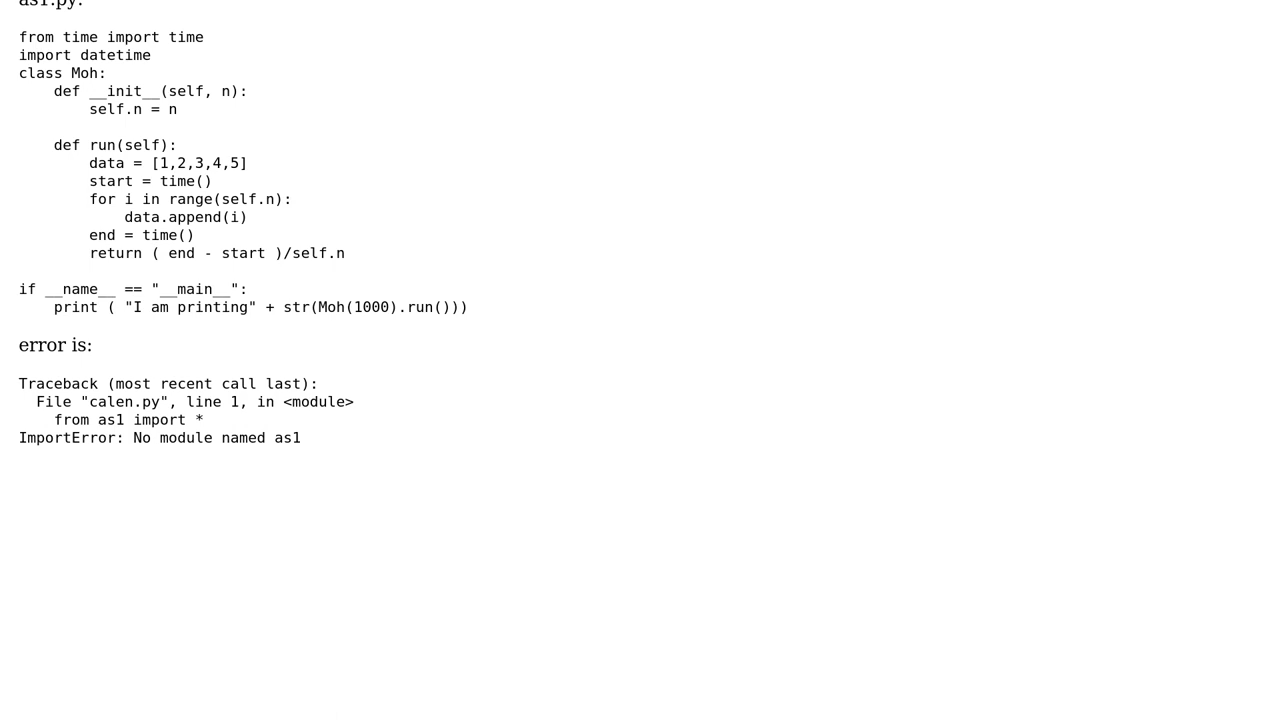 as1.py:
from time import time
import datetime
class Moh:
    def __init__(self, n):
        self.n = n
    def run(self):
        data = [1,2,3,4,5]
        start = time()
        for i in range(self.n):
            data.append(i)
        end = time()
        return ( end - start )/self.n
if __name__ == "__main__":
    print ( "I am printing" + str(Moh(1000).run()))
error is:
Traceback (most recent call last):
  File "calen.py", line 1, in <module>
    from as1 import *
ImportError: No module named as1